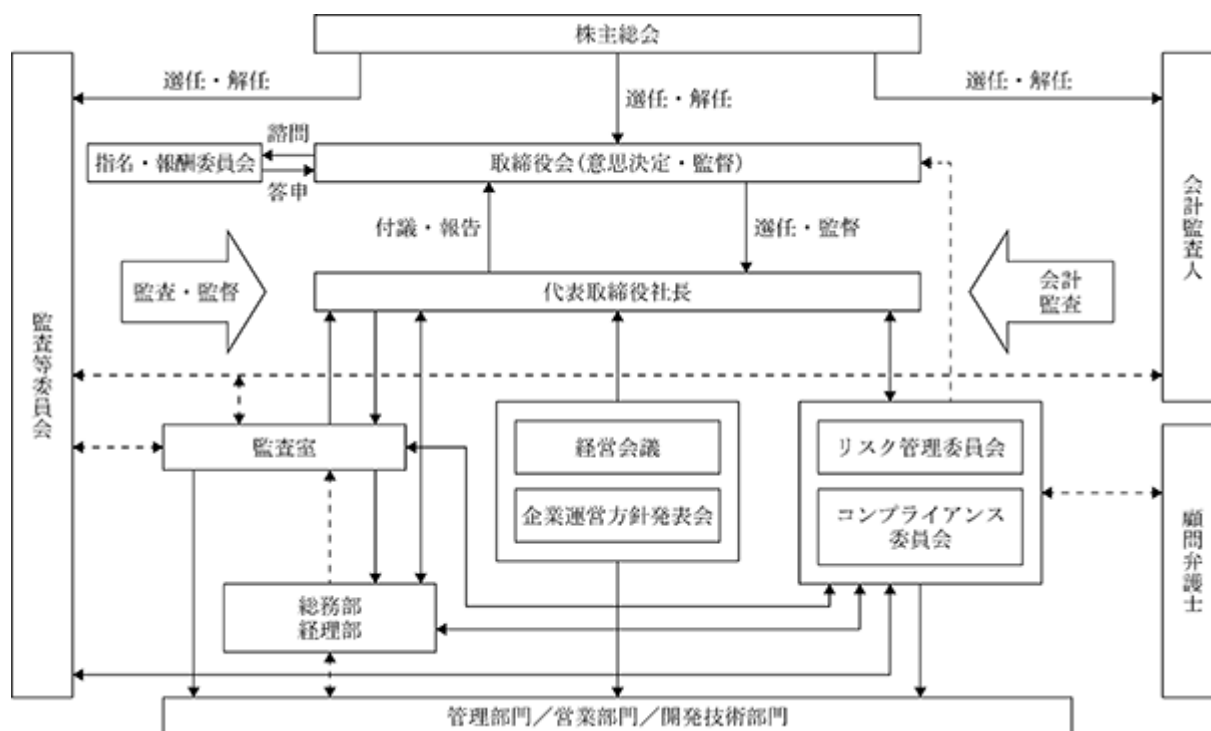 株主総会
選任・解任
選任・解任
選任・解任
諮問
指名・報酬委員会
取締役会(意思決定・監督)
答申
付議・報告
選任・監督
会計監査人
監査・監督
代表取締役社長
会計
監査
監査等委員会
監査室
経営会議
リスク管理委員会
企業運営方針発表会
コンプライアンス
委員会
顧問弁護士
総務部
経理部
管理部門/営業部門/開発技術部門